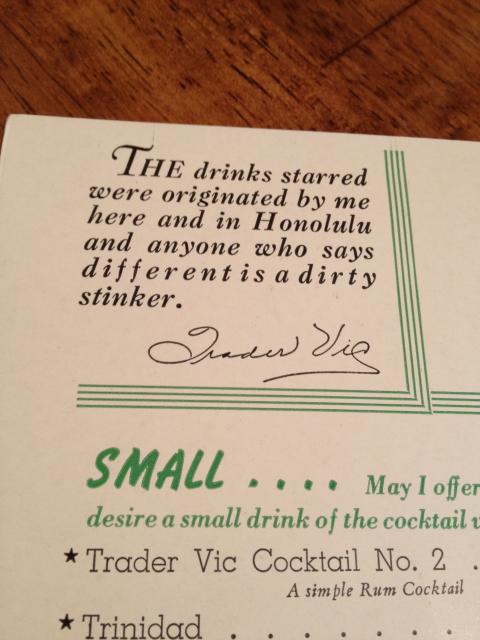 THE drinks starred
were originated by me
here and in Honolulu
and anyone who says
different is a dirty
stinker.
Trader Vic
SMALL .... May I offer
desire a small drink of the cocktail
★ Trader Vic Cocktail No. 2 .
A simple Rum Cocktail
★ Trinidad . . . . . . .